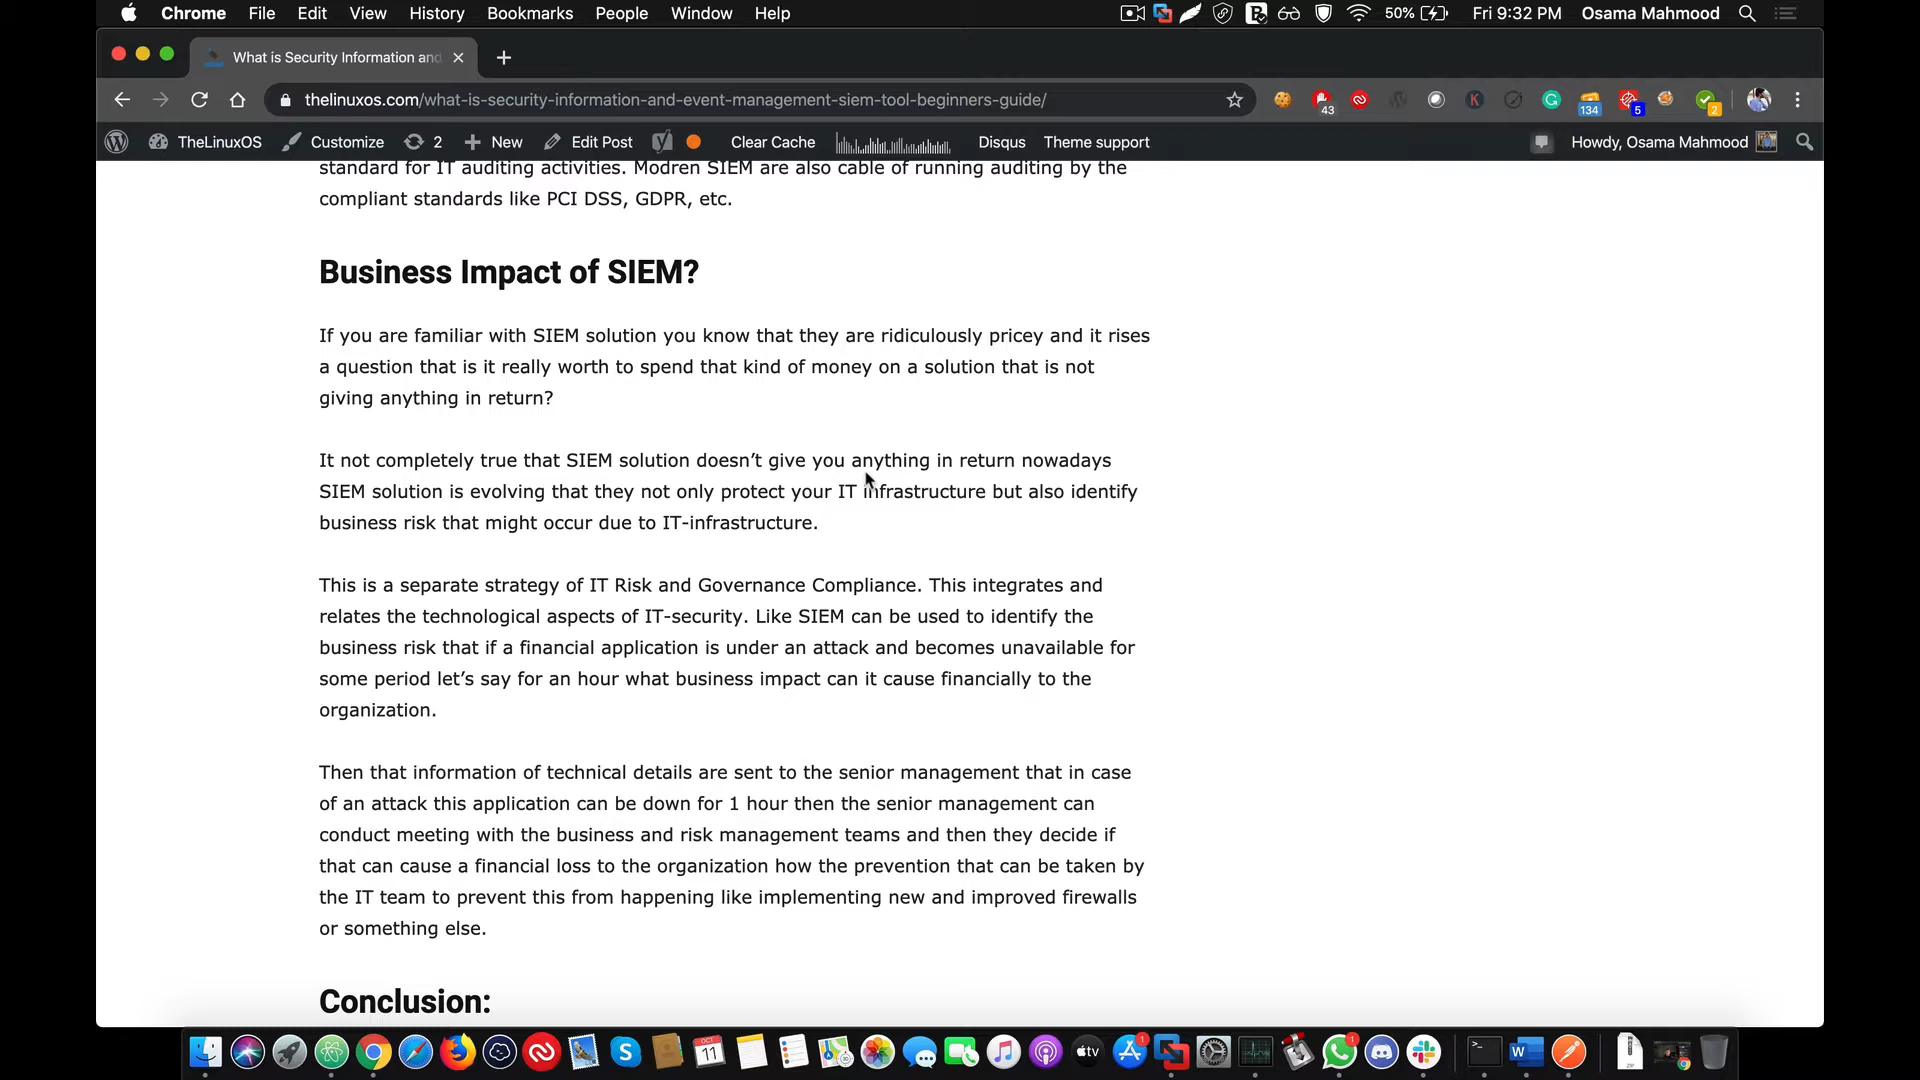 Chrome File Edit View History Bookmarks People Window Help 50% Fri 9:32 PM Osama Mahmood
What is Security Information and
thelinuxos.com/what-is-security-information-and-event-management-siem-tool-beginners-guide/ 43 134 5 2
TheLinuxOS Customize 2 New Edit Post Clear Cache Disqus Theme support Howdy, Osama Mahmood
standard for IT auditing activities. Modren SIEM are also cable of running auditing by the
compliant standards like PCI DSS, GDPR, etc.
Business Impact of SIEM?
If you are familiar with SIEM solution you know that they are ridiculously pricey and it rises
a question that is it really worth to spend that kind of money on a solution that is not
giving anything in return?
It not completely true that SIEM solution doesn’t give you anything in return nowadays
SIEM solution is evolving that they not only protect your IT infrastructure but also identify
business risk that might occur due to IT-infrastructure.
This is a separate strategy of IT Risk and Governance Compliance. This integrates and
relates the technological aspects of IT-security. Like SIEM can be used to identify the
business risk that if a financial application is under an attack and becomes unavailable for
some period let’s say for an hour what business impact can it cause financially to the
organization.
Then that information of technical details are sent to the senior management that in case
of an attack this application can be down for 1 hour then the senior management can
conduct meeting with the business and risk management teams and then they decide if
that can cause a financial loss to the organization how the prevention that can be taken by
the IT team to prevent this from happening like implementing new and improved firewalls
or something else.
Conclusion:
OCT 11 tv 1 1 W ZIP